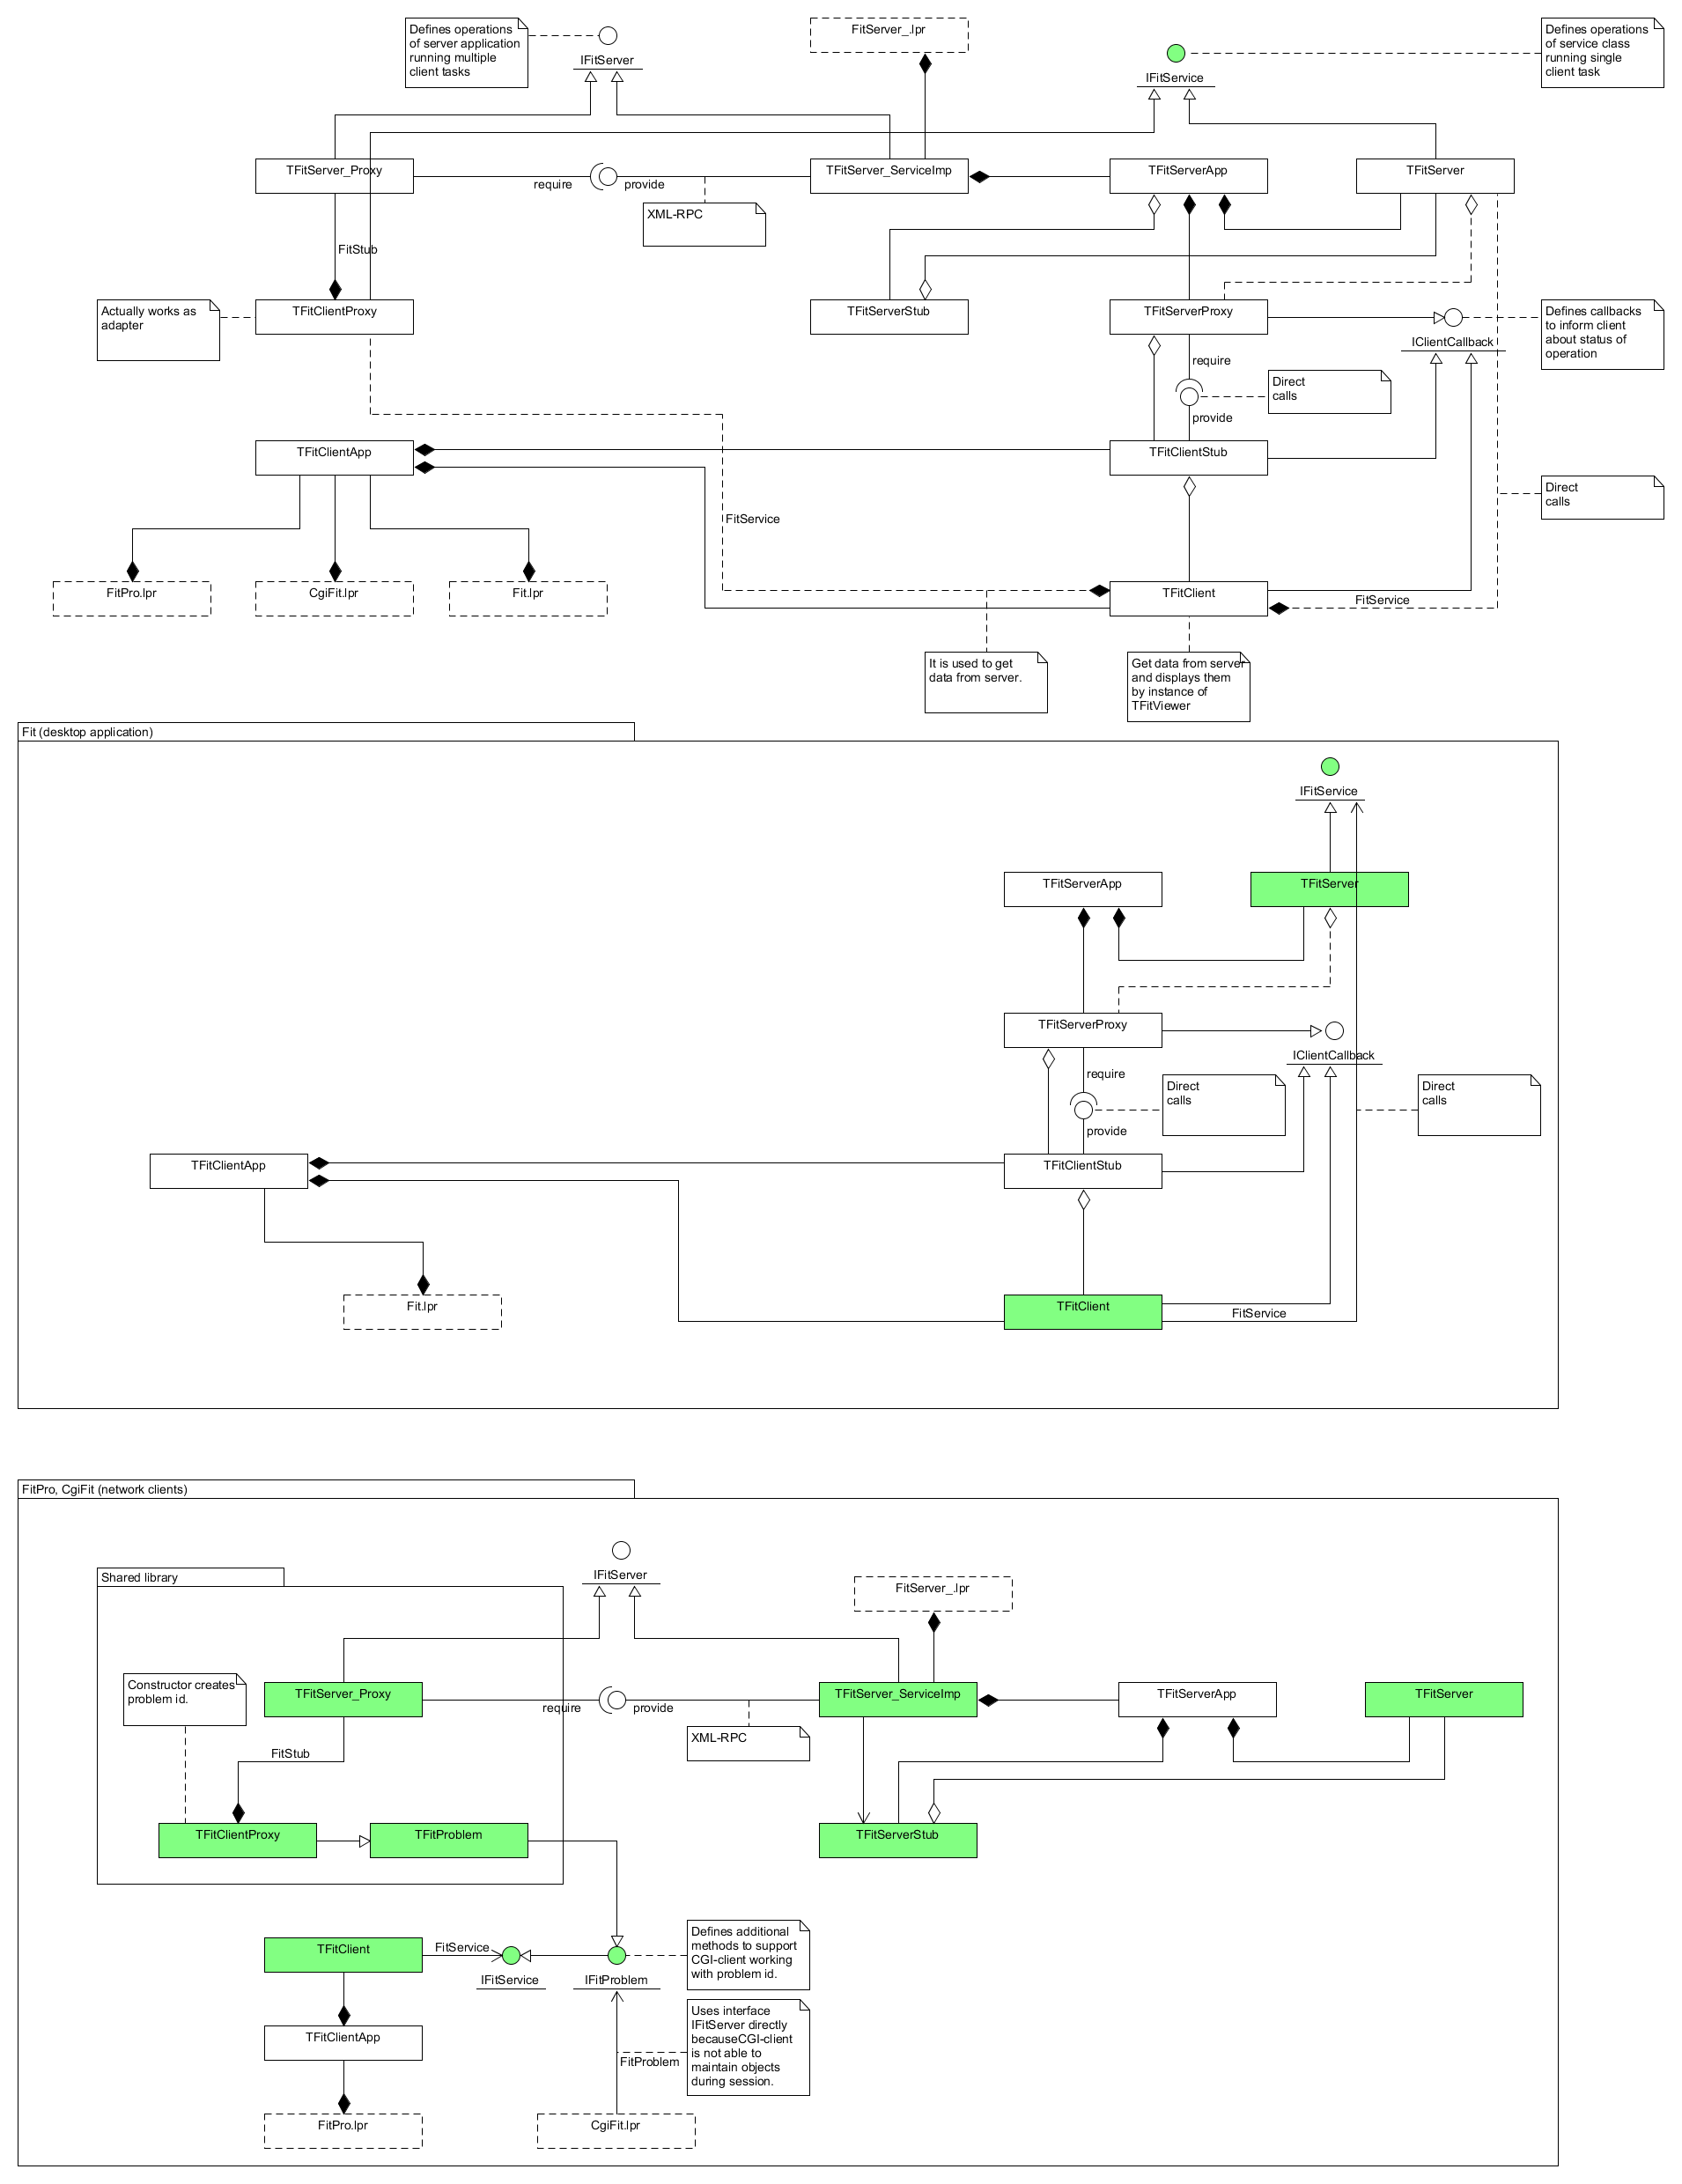 Defines operations
of server application
running multiple
client tasks
IFitServer
FitServer_.lpr
IFitService
Defines operations
of service class
running single
client task
TFitServer_Proxy
require
provide
XML-RPC
TFitServer_ServiceImp
TFitServerApp
TFitServer
FitStub
Actually works as
adapter
TFitClientProxy
TFitServerStub
TFitServerProxy
IClientCallback
Defines callbacks
to inform client
about status of
operation
require
Direct
calls
provide
TFitClientApp
TFitClientStub
Direct
calls
FitService
FitPro.lpr
CgiFit.lpr
Fit.lpr
TFitClient
FitService
It is used to get
data from server.
Get data from server
and displays them
by instance of
TFitViewer
Fit (desktop application)
IFitService
TFitServerApp
TFitServer
TFitServerProxy
IClientCallback
require
Direct
calls
Direct
calls
provide
TFitClientApp
TFitClientStub
Fit.lpr
TFitClient
FitService
FitPro, CgiFit (network clients)
IFitServer
Shared library
FitServer_.lpr
Constructor creates
problem id.
TFitServer_Proxy
require
provide
TFitServer_ServiceImp
TFitServerApp
TFitServer
XML-RPC
FitStub
TFitClientProxy
TFitProblem
TFitServerStub
TFitClient
FitService
IFitService
IFitProblem
Defines additional
methods to support
CGI-client working
with problem id.
Uses interface
IFitServer directly
becauseCGI-client
is not able to
maintain objects
during session.
TFitClientApp
FitProblem
FitPro.lpr
CgiFit.lpr